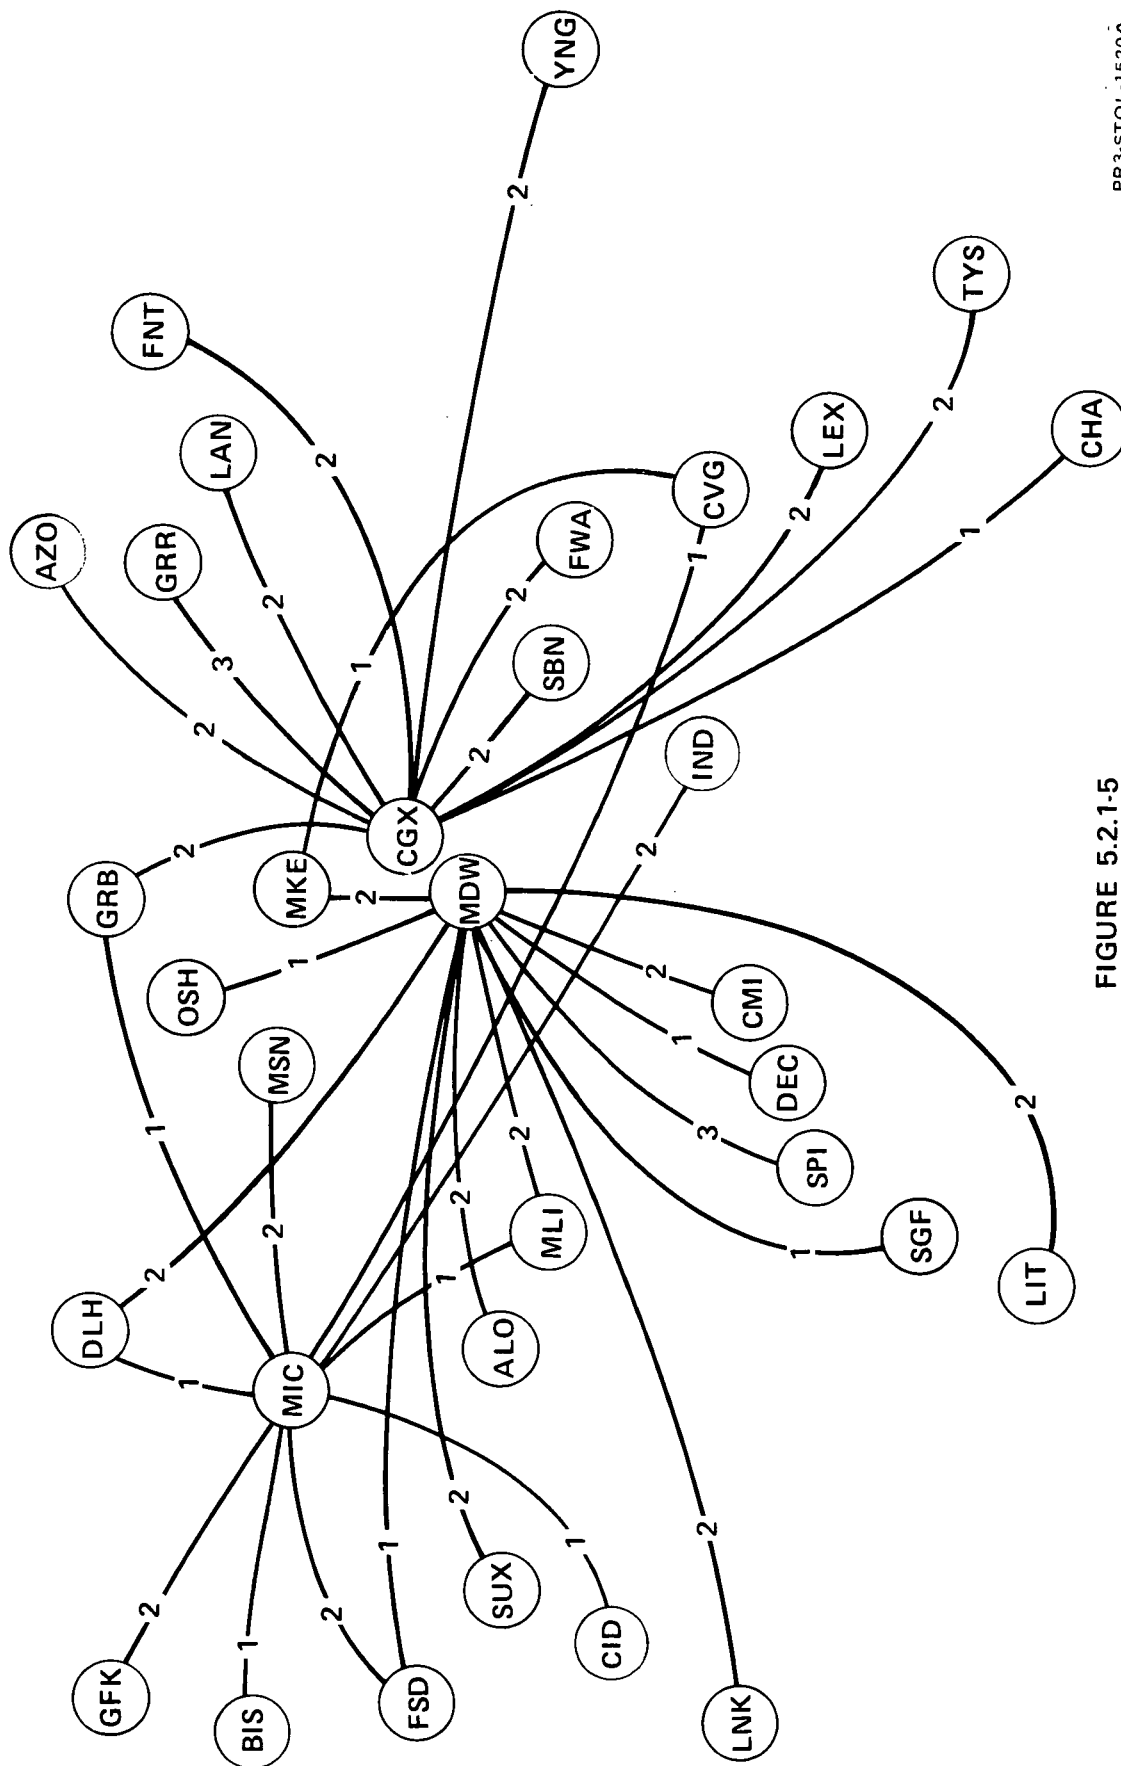 GFK
BIS
FSD
SUX
CID
LNK
DLH
MIC
ALO
MLI
MSN
OSH
GRB
MKE
MDW
CGX
CMI
DEC
SPI
SGF
LIT
AZO
GRR
LAN
FNT
YNG
SBN
FWA
CVG
IND
LEX
TYS
CHA
2
1
2
1
2
1
2
1
2
1
2
2
1
1
2
2
1
2
2
3
2
2
2
2
2
1
1
2
2
2
1
2
1
3
1
2
FIGURE 5.2.1-5